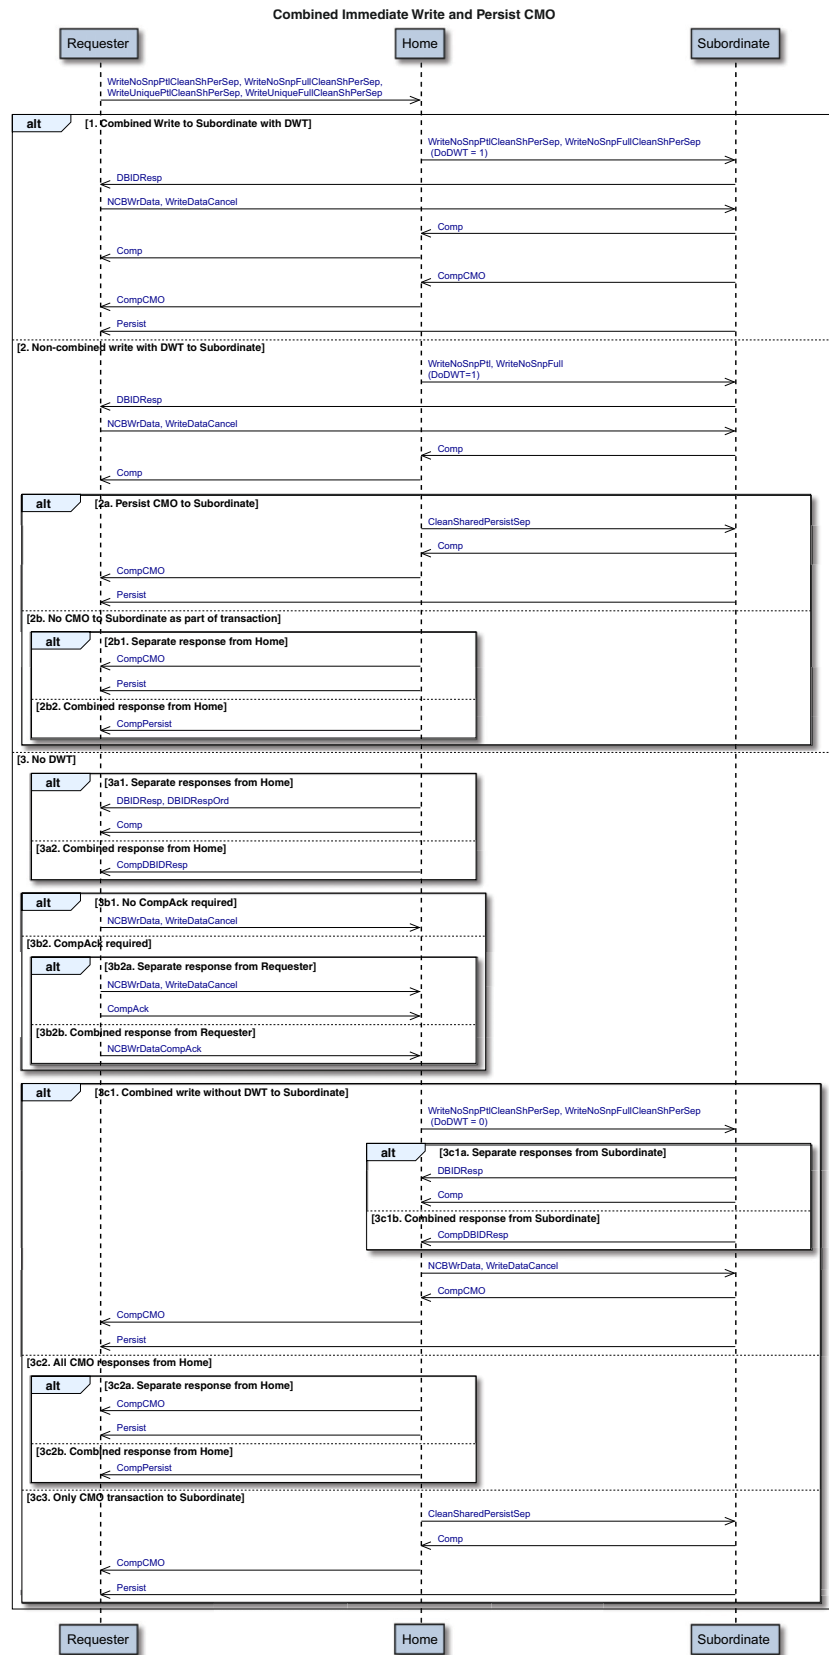 Combined Immediate Write and Persist CMO
Requester
Home
Subordinate
WriteNoSnpPtlCleanShPerSep, WriteNoSnpFullCleanShPerSep,
WriteUniquePtlCleanShPerSep, WriteUniqueFullCleanShPerSep
alt
[1. Combined Write to Subordinate with DWT]
WriteNoSnpPtlCleanShPerSep, WriteNoSnpFullCleanShPerSep
(DoDWT = 1)
DBIDResp
NCBWrData, WriteDataCancel
Comp
Comp
CompCMO
CompCMO
Persist
[2. Non-combined write with DWT to Subordinate]
WriteNoSnpPtl, WriteNoSnpFull
(DoDWT=1)
DBIDResp
NCBWrData, WriteDataCancel
Comp
Comp
alt
[2a. Persist CMO to Subordinate]
CleanSharedPersistSep
Comp
CompCMO
Persist
[2b. No CMO to Subordinate as part of transaction]
alt
[2b1. Separate response from Home]
CompCMO
Persist
[2b2. Combined response from Home]
CompPersist
[3. No DWT]
alt
[3a1. Separate responses from Home]
DBIDResp, DBIDRespOrd
Comp
[3a2. Combined response from Home]
CompDBIDResp
alt
[3b1. No CompAck required]
NCBWrData, WriteDataCancel
[3b2. CompAck required]
alt
[3b2a. Separate response from Requester]
NCBWrData, WriteDataCancel
CompAck
[3b2b. Combined response from Requester]
NCBWrDataCompAck
alt
[3c1. Combined write without DWT to Subordinate]
WriteNoSnpPtlCleanShPerSep, WriteNoSnpFullCleanShPerSep
(DoDWT = 0)
alt
[3c1a. Separate responses from Subordinate]
DBIDResp
Comp
[3c1b. Combined response from Subordinate]
CompDBIDResp
NCBWrData, WriteDataCancel
CompCMO
CompCMO
Persist
[3c2. All CMO responses from Home]
alt
[3c2a. Separate response from Home]
CompCMO
Persist
[3c2b. Combined response from Home]
CompPersist
[3c3. Only CMO transaction to Subordinate]
CleanSharedPersistSep
Comp
CompCMO
Persist
Requester
Home
Subordinate